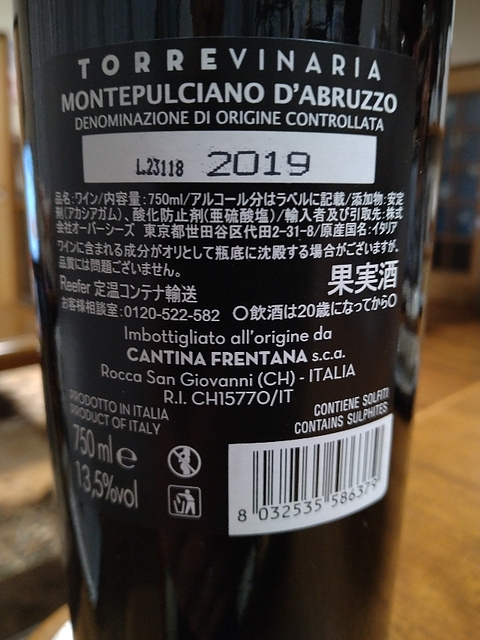 TORREVINARIA
MONTEPULCIANO D'ABRUZZO
DENOMINAZIONE DI ORIGINE CONTROLLATA
L.23118 2019
品名:ワイン/内容量:750ml/アルコール分はラベルに記載/添加物:安定
剤(アカシアガム)、酸化防止剤(亜硫酸塩)/輸入者及び引取先:株式
会社オーバーシーズ 東京都世田谷区代田2-31-8/原産国名:イタリア
ワインに含まれる成分がオリとして瓶底に沈殿する場合がございますが、
品質には問題ございません。
果実酒
Reefer 定温コンテナ輸送
お客様相談室:0120-522-582 〇飲酒は20歳になってから〇
Imbottigliato all'origine da
CANTINA FRENTANA s.c.a.
Rocca San Giovanni (CH) - ITALIA
R.I. CH15770/IT
PRODOTTO IN ITALIA
PRODUCT OF ITALY
CONTIENE SOLFITI
CONTAINS SULPHITES
750 ml e
13,5%vol
8 032535 586379